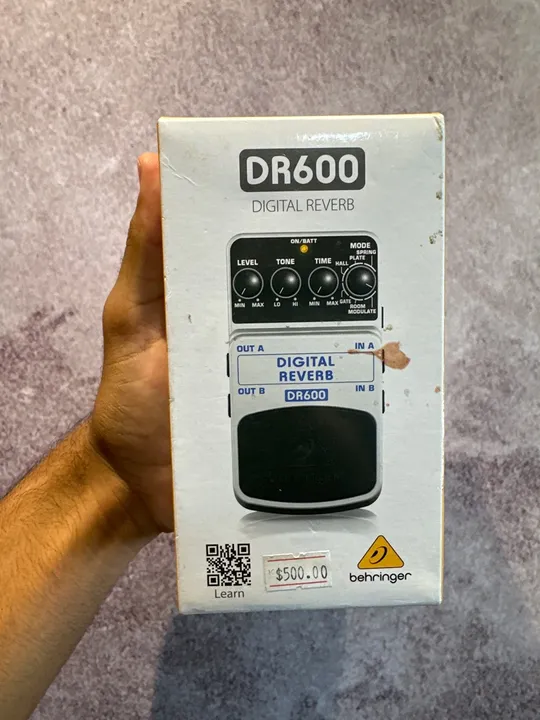 DR600
DIGITAL REVERB
ON/BATT
LEVEL TONE TIME MODE
SPRING
PLATE
HALL
GATE
ROOM
MODULATE
MIN MAX LO HI MIN MAX
OUT A IN A
DIGITAL
REVERB
OUT B IN B
DR600
Learn
$500.00
behringer